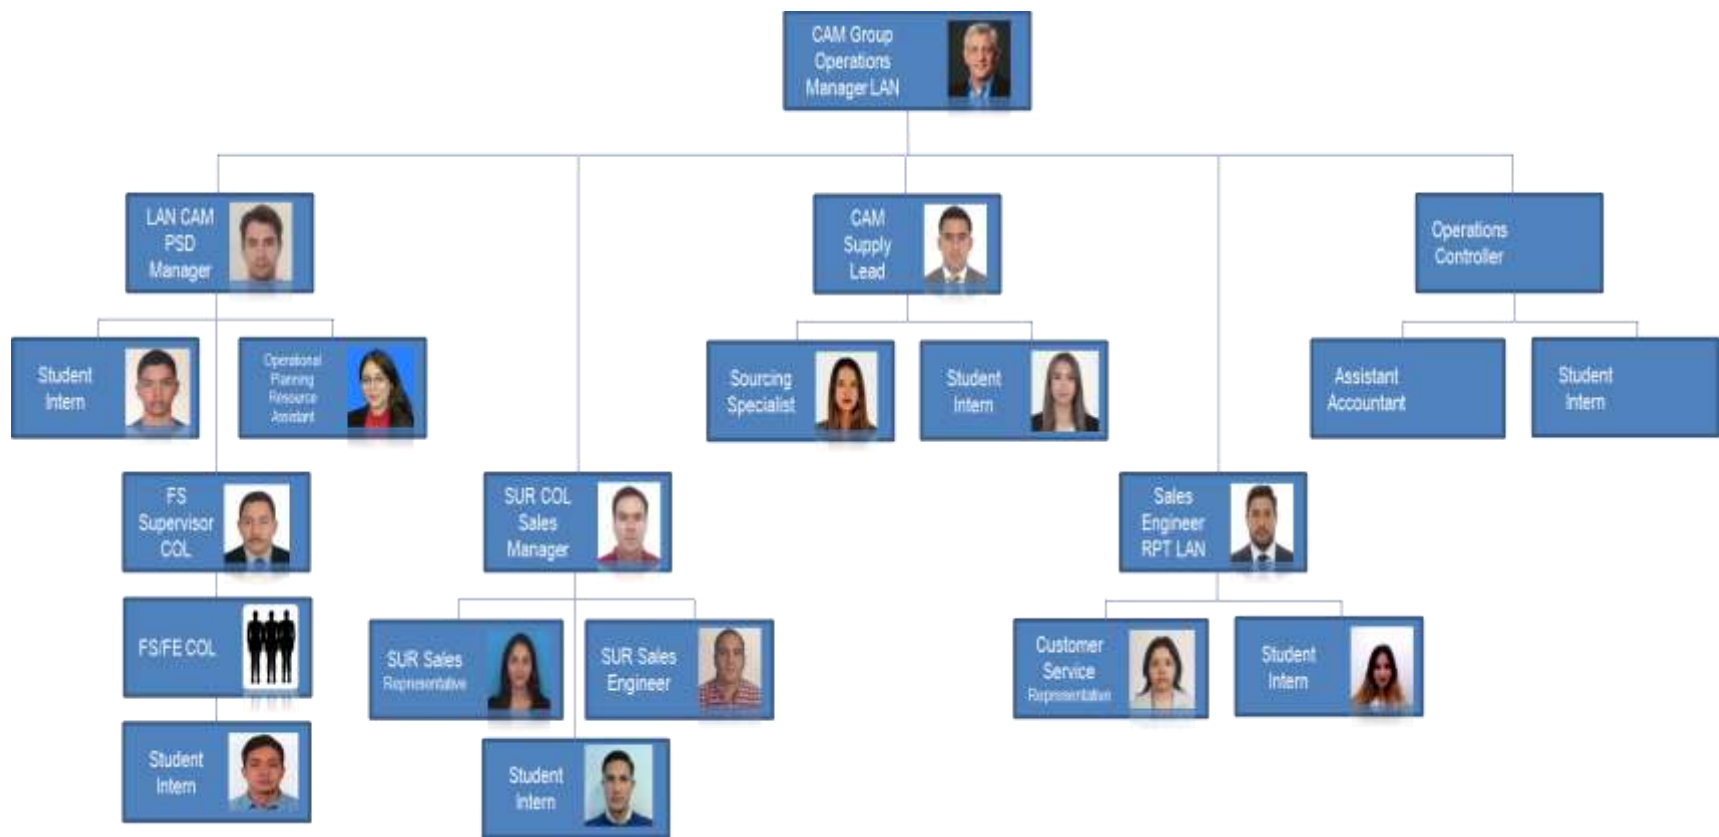 CAM Group
Operations
Manager LAN
LAN CAM
PSD
Manager
CAM
Supply
Lead
Operations
Controller
Student
Intern
Operational
Planning
Resource
Assistant
Sourcing
Specialist
Student
Intern
Assistant
Accountant
Student
Intern
FS
Supervisor
COL
SUR COL
Sales
Manager
Sales
Engineer
RPT LAN
FS/FE COL
SUR Sales
Representative
SUR Sales
Engineer
Customer
Service
Representative
Student
Intern
Student
Intern
Student
Intern